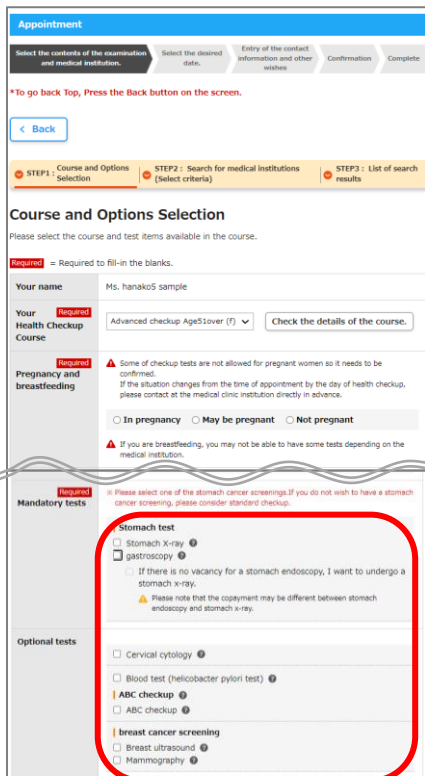 Appointment
Select the contents of the examination
and medical institution.
Select the desired
date.
Entry of the contact
information and other
wishes
Confirmation
Complete
*To go back Top, Press the Back button on the screen.
< Back
STEP1 : Course and Options
Selection
STEP2 : Search for medical institutions
(Select criteria)
STEP3 : List of search
results
Course and Options Selection
Please select the course and test items available in the course.
Required = Required to fill-in the blanks.
Your name
Ms. hanako5 sample
Your Required
Health Checkup
Course
Advanced checkup Age51over (f)
Check the details of the course.
Required
Pregnancy and
breastfeeding
Some of checkup tests are not allowed for pregnant women so it needs to be
confirmed.
If the situation changes from the time of appointment by the day of health checkup,
please contact at the medical clinic institution directly in advance.
In pregnancy May be pregnant Not pregnant
If you are breastfeeding, you may not be able to have some tests depending on the
medical institution.
Required
Mandatory tests
※ Please select one of the stomach cancer screenings.If you do not wish to have a stomach
cancer screening, please consider standard checkup.
Stomach test
Stomach X-ray ?
gastroscopy ?
If there is no vacancy for a stomach endoscopy, I want to undergo a
stomach x-ray.
Please note that the copayment may be different between stomach
endoscopy and stomach x-ray.
Optional tests
Cervical cytology ?
Blood test (helicobacter pylori test) ?
ABC checkup ?
ABC checkup ?
breast cancer screening
Breast ultrasound ?
Mammography ?